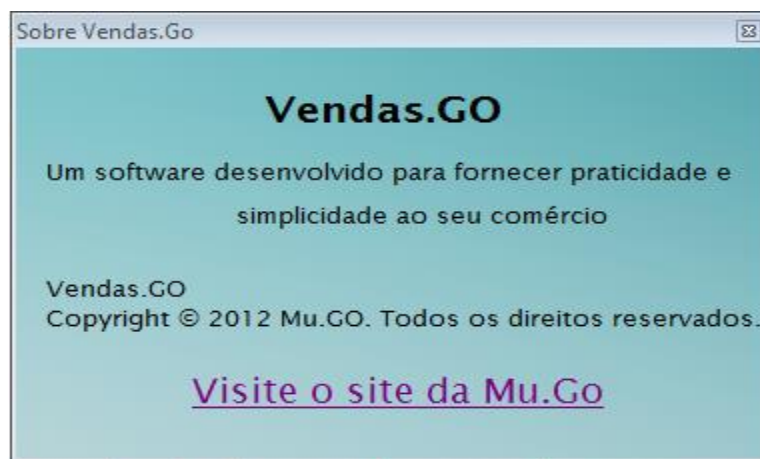 Sobre Vendas.Go
Vendas.GO
Um software desenvolvido para fornecer praticidade e
simplicidade ao seu comércio
Vendas.GO
Copyright © 2012 Mu.GO. Todos os direitos reservados.
Visite o site da Mu.Go